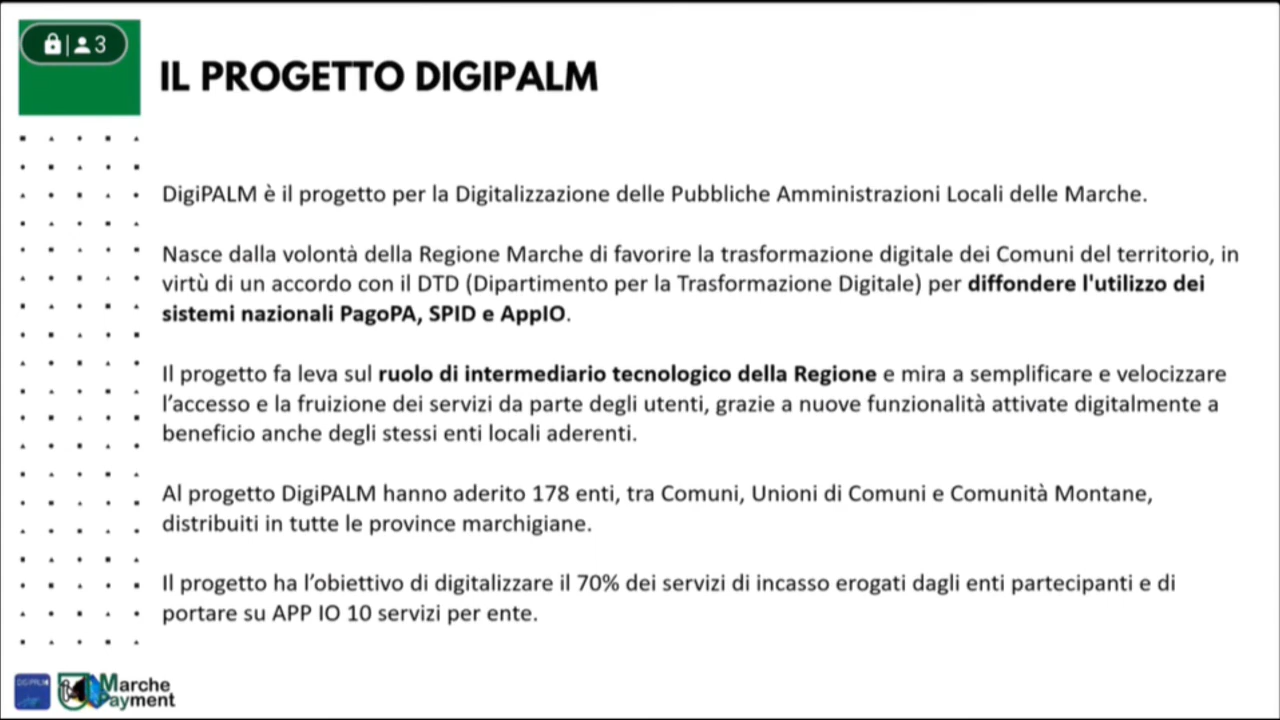 3
IL PROGETTO DIGIPALM
DigiPALM è il progetto per la Digitalizzazione delle Pubbliche Amministrazioni Locali delle Marche.
Nasce dalla volontà della Regione Marche di favorire la trasformazione digitale dei Comuni del territorio, in
virtù di un accordo con il DTD (Dipartimento per la Trasformazione Digitale) per diffondere l'utilizzo dei
sistemi nazionali PagoPA, SPID e AppIO.
Il progetto fa leva sul ruolo di intermediario tecnologico della Regione e mira a semplificare e velocizzare
l’accesso e la fruizione dei servizi da parte degli utenti, grazie a nuove funzionalità attivate digitalmente a
beneficio anche degli stessi enti locali aderenti.
Al progetto DigiPALM hanno aderito 178 enti, tra Comuni, Unioni di Comuni e Comunità Montane,
distribuiti in tutte le province marchigiane.
Il progetto ha l’obiettivo di digitalizzare il 70% dei servizi di incasso erogati dagli enti partecipanti e di
portare su APP IO 10 servizi per ente.
DIGIPALM
Marche
Payment